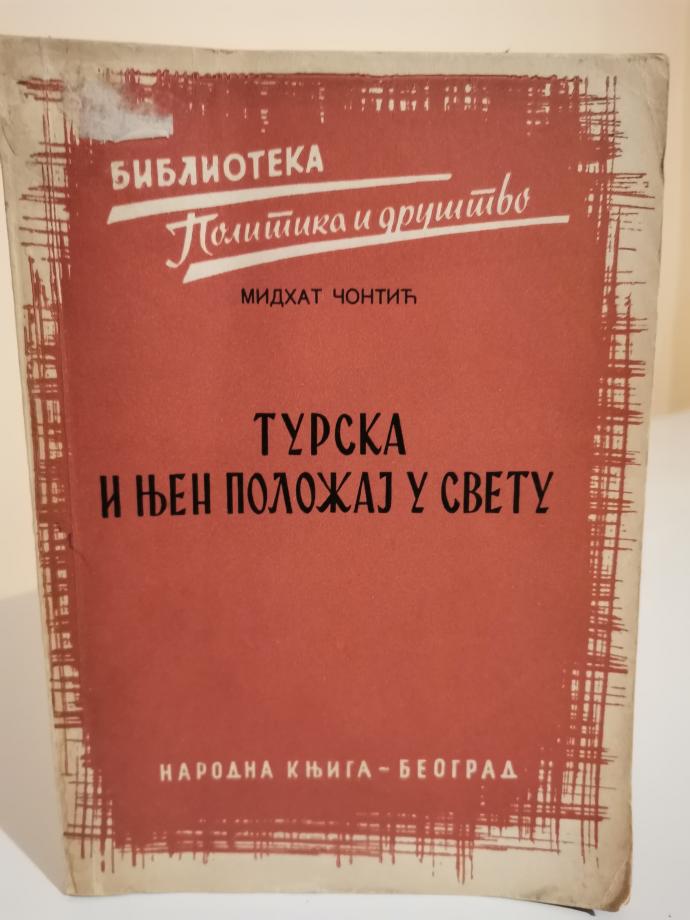 БИБЛИОТЕКА
Политика и друштво
МИДХАТ ЧОНТИЋ
ТУРСКА
И ЊЕН ПОЛОЖАЈ У СВЕТУ
НАРОДНА КЊИГА – БЕОГРАД